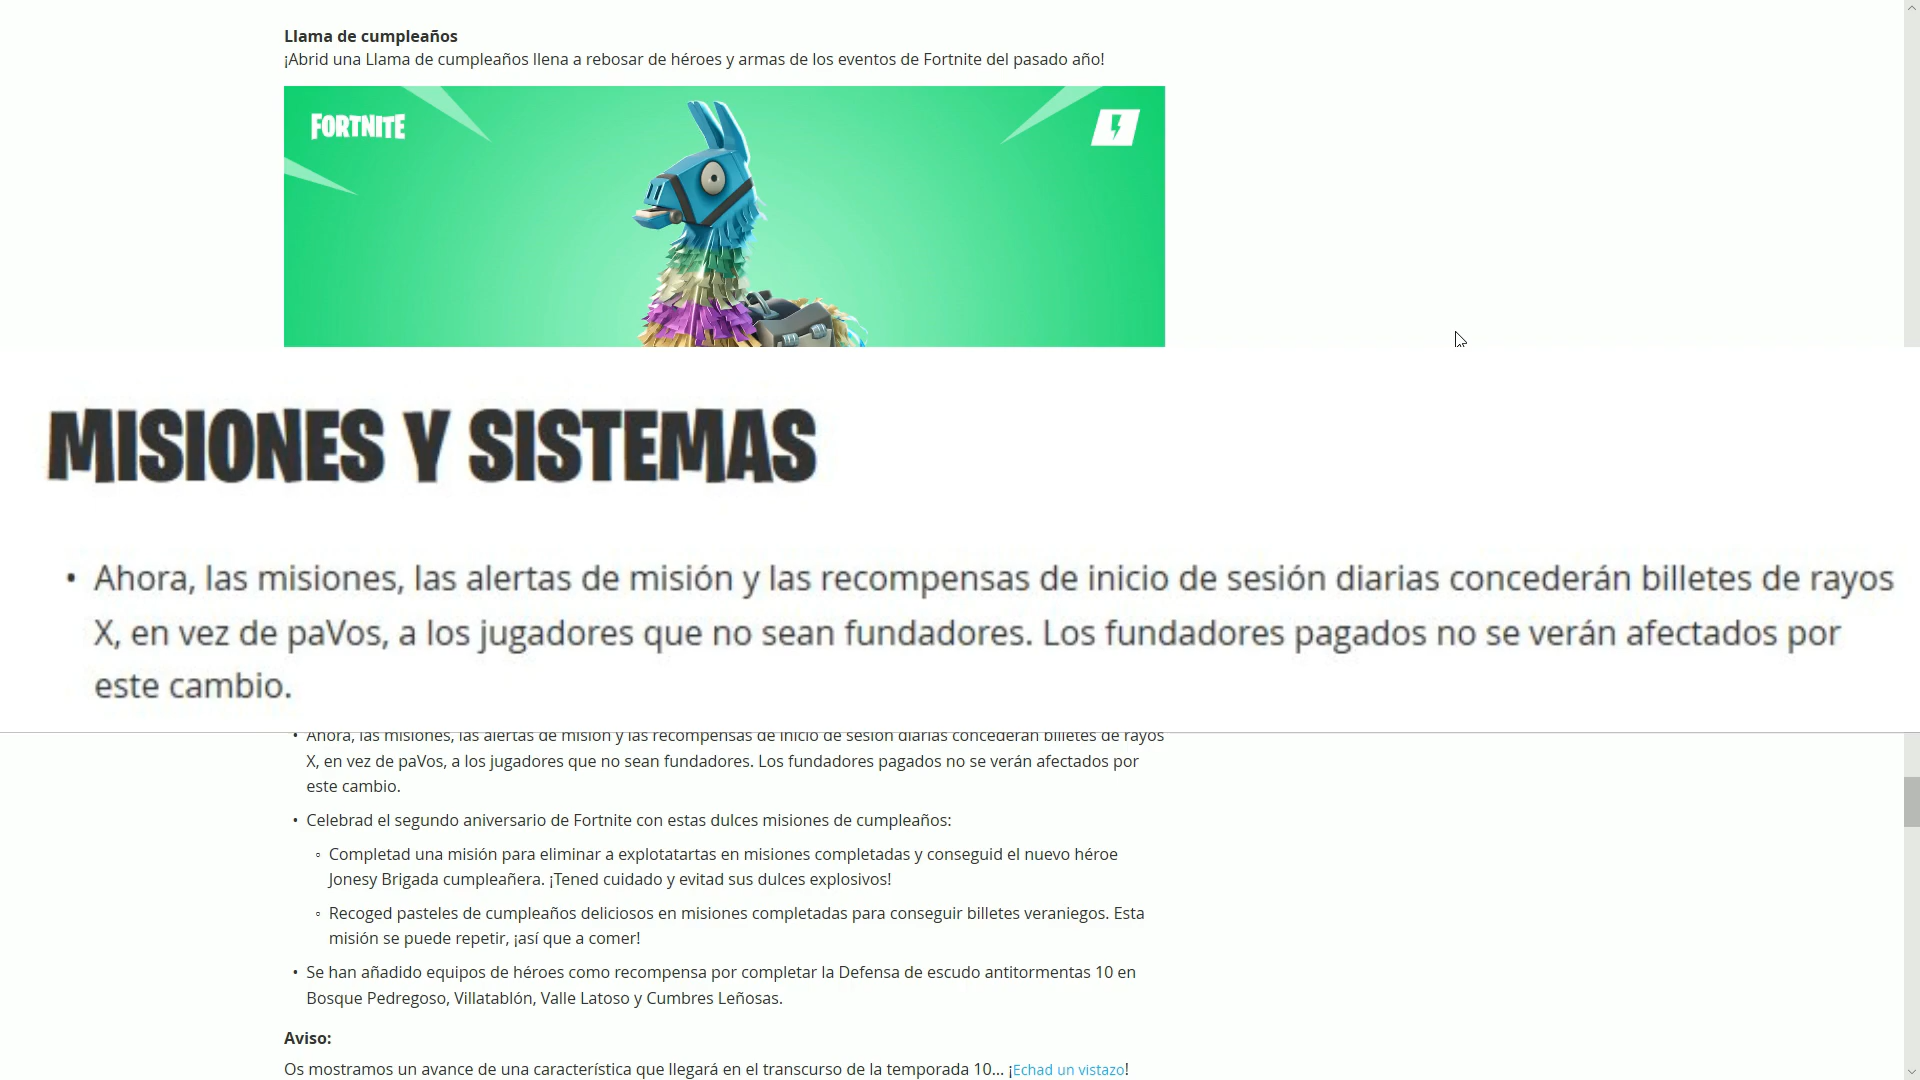 Llama de cumpleaños
¡Abrid una Llama de cumpleaños llena a rebosar de héroes y armas de los eventos de Fortnite del pasado año!
FORTNITE
MISIONES Y SISTEMAS
• Ahora, las misiones, las alertas de misión y las recompensas de inicio de sesión diarias concederán billetes de rayos
X, en vez de paVos, a los jugadores que no sean fundadores. Los fundadores pagados no se verán afectados por
este cambio.
• Ahora, las misiones, las alertas de misión y las recompensas de inicio de sesión diarias concederán billetes de rayos
X, en vez de paVos, a los jugadores que no sean fundadores. Los fundadores pagados no se verán afectados por
este cambio.
• Celebrad el segundo aniversario de Fortnite con estas dulces misiones de cumpleaños:
◦ Completad una misión para eliminar a explotatartas en misiones completadas y conseguid el nuevo héroe
Jonesy Brigada cumpleañera. ¡Tened cuidado y evitad sus dulces explosivos!
◦ Recoged pasteles de cumpleaños deliciosos en misiones completadas para conseguir billetes veraniegos. Esta
misión se puede repetir, ¡así que a comer!
• Se han añadido equipos de héroes como recompensa por completar la Defensa de escudo antitormentas 10 en
Bosque Pedregoso, Villatablón, Valle Latoso y Cumbres Leñosas.
Aviso:
Os mostramos un avance de una característica que llegará en el transcurso de la temporada 10... ¡Echad un vistazo!